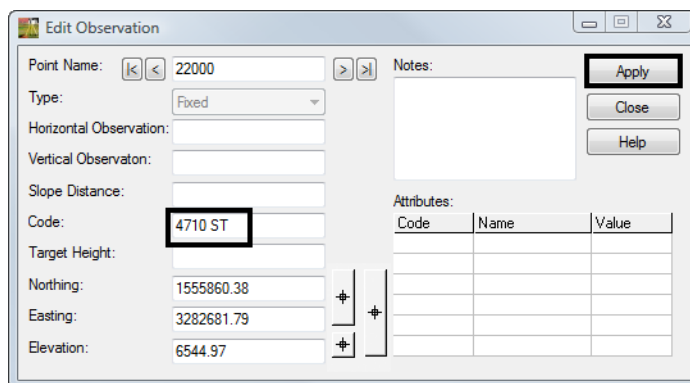 Edit Observation
Point Name: |< < 22000 > >| Notes: Apply
Type: Fixed Close
Horizontal Observation: Help
Vertical Observaton:
Slope Distance: Attributes:
Code: 4710 ST Code Name Value
Target Height:
Northing: 1555860.38
Easting: 3282681.79
Elevation: 6544.97